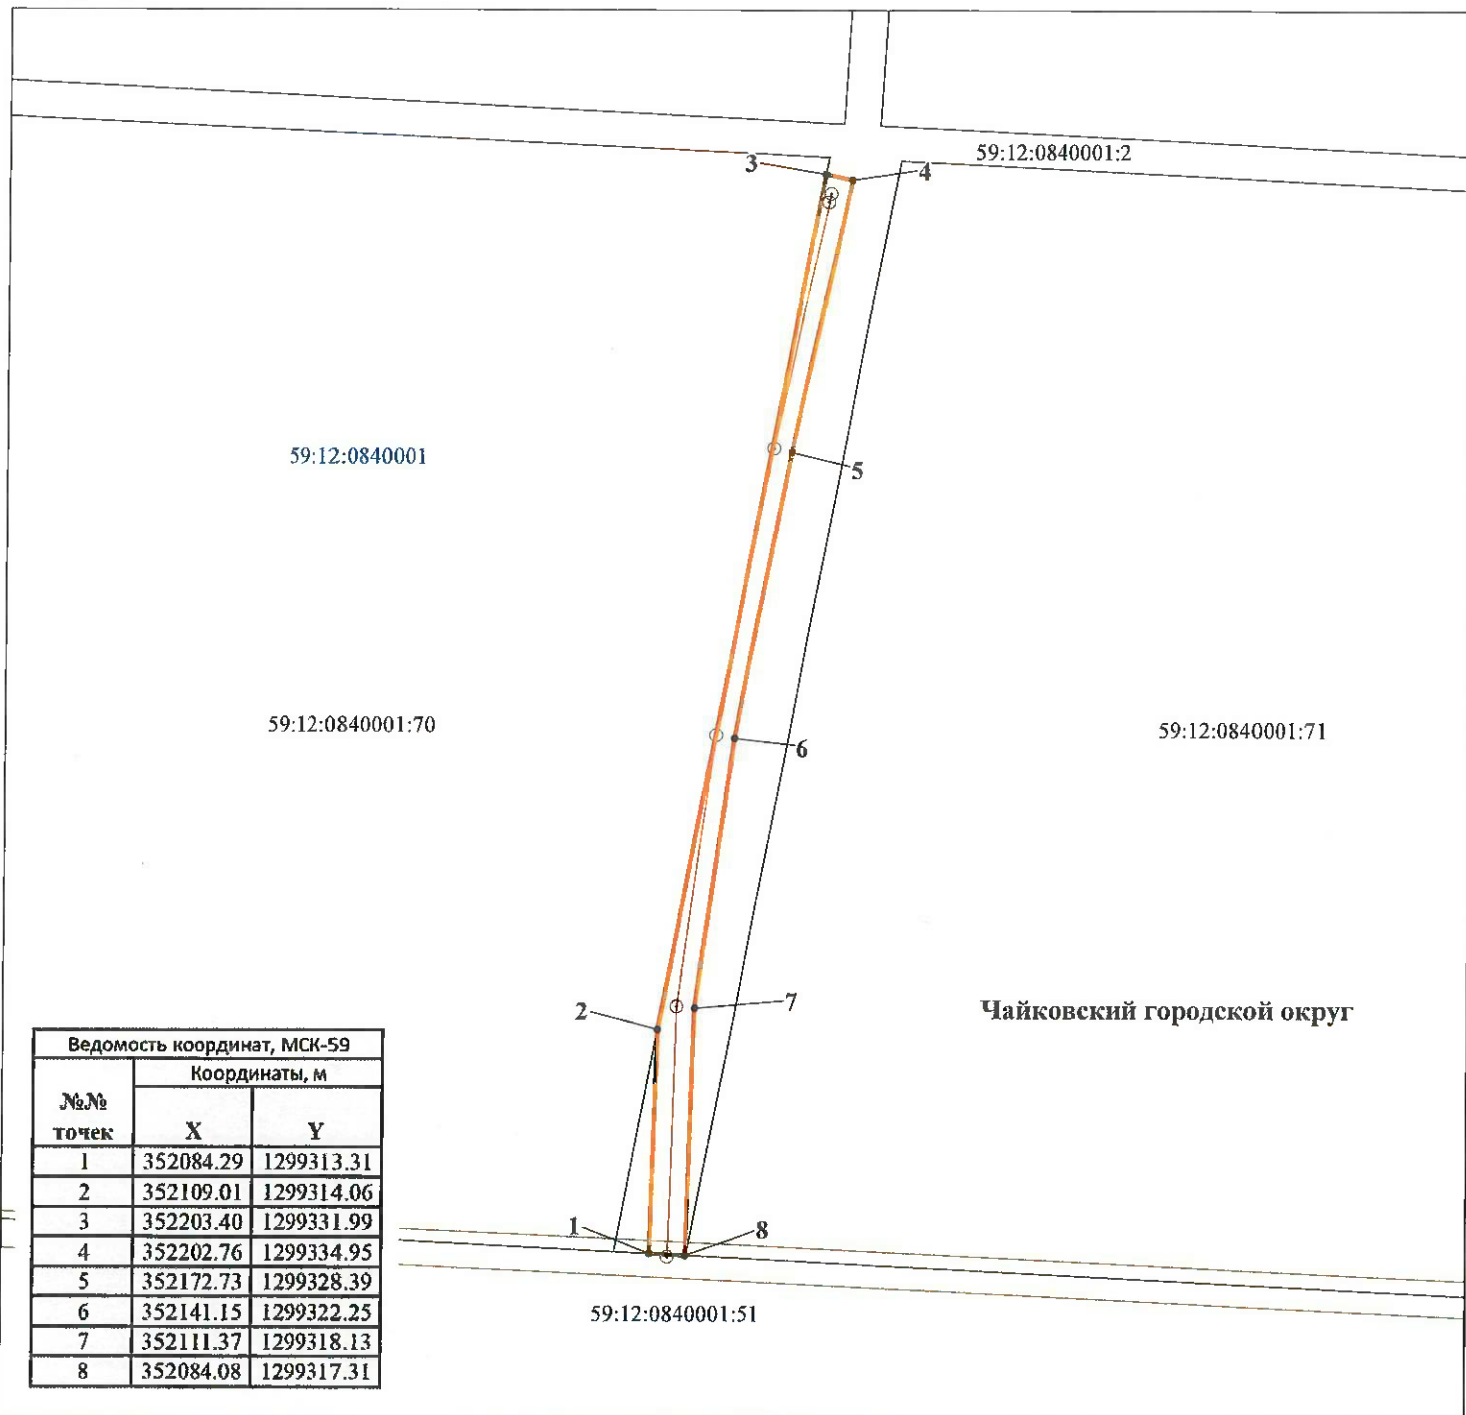 59:12:0840001:2
3
4
59:12:0840001
5
59:12:0840001:70
59:12:0840001:71
6
7
2
Чайковский городской округ
1
8
59:12:0840001:51
Ведомость координат, МСК-59
№№ точек
Координаты, м
X Y
1 352084.29 1299313.31
2 352109.01 1299314.06
3 352203.40 1299331.99
4 352202.76 1299334.95
5 352172.73 1299328.39
6 352141.15 1299322.25
7 352111.37 1299318.13
8 352084.08 1299317.31